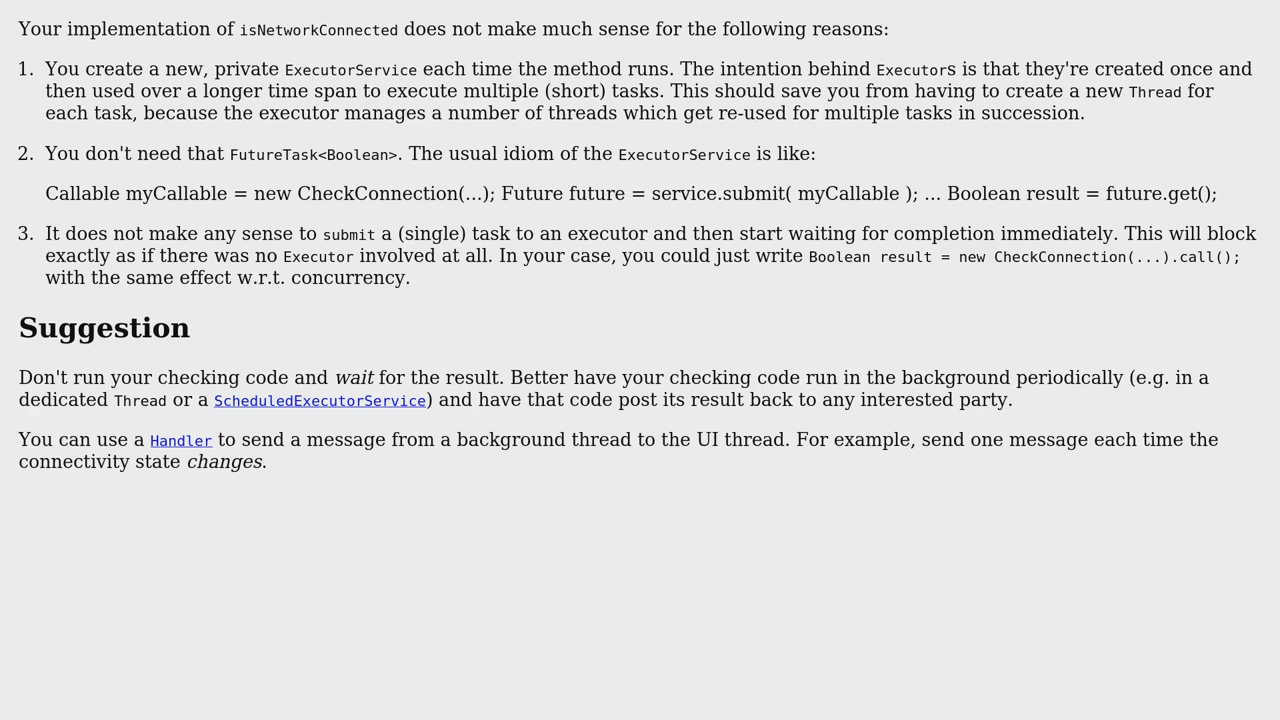 Your implementation of isNetworkConnected does not make much sense for the following reasons:
1. You create a new, private ExecutorService each time the method runs. The intention behind Executors is that they're created once and
then used over a longer time span to execute multiple (short) tasks. This should save you from having to create a new Thread for
each task, because the executor manages a number of threads which get re-used for multiple tasks in succession.
2. You don't need that FutureTask<Boolean>. The usual idiom of the ExecutorService is like:
Callable myCallable = new CheckConnection(...); Future future = service.submit( myCallable ); ... Boolean result = future.get();
3. It does not make any sense to submit a (single) task to an executor and then start waiting for completion immediately. This will block
exactly as if there was no Executor involved at all. In your case, you could just write Boolean result = new CheckConnection(...).call();
with the same effect w.r.t. concurrency.
Suggestion
Don't run your checking code and wait for the result. Better have your checking code run in the background periodically (e.g. in a
dedicated Thread or a ScheduledExecutorService) and have that code post its result back to any interested party.
You can use a Handler to send a message from a background thread to the UI thread. For example, send one message each time the
connectivity state changes.